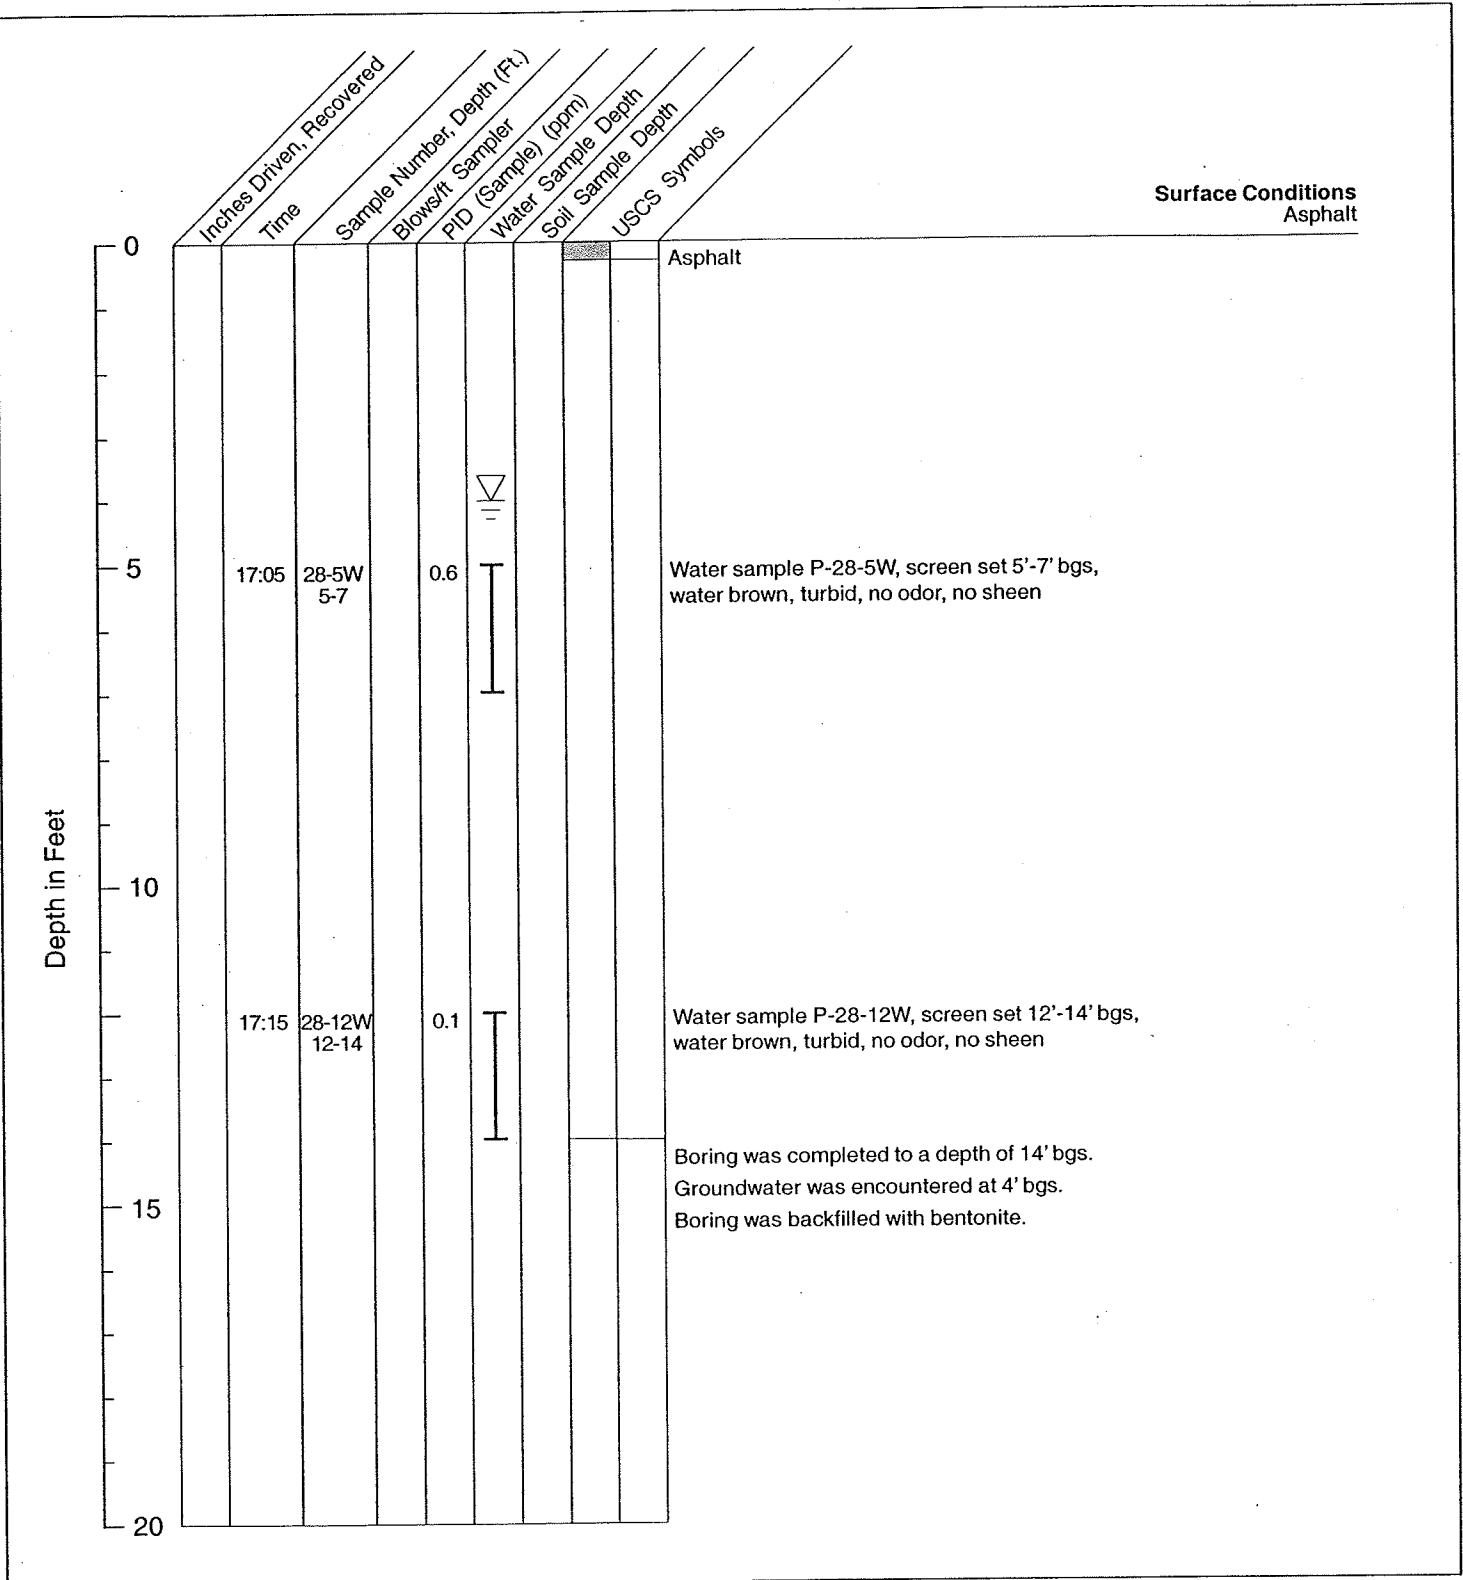 Inches Driven, Recovered
Time
Sample Number, Depth (Ft.)
Blows/ft Sampler
PID (Sample) (ppm)
Water Sample Depth
Soil Sample Depth
USCS Symbols
Surface Conditions
Asphalt
0
Asphalt
5
17:05 28-5W 0.6 Water sample P-28-5W, screen set 5'-7' bgs,
5-7 water brown, turbid, no odor, no sheen
Depth in Feet
10
17:15 28-12W 0.1 Water sample P-28-12W, screen set 12'-14' bgs,
12-14 water brown, turbid, no odor, no sheen
Boring was completed to a depth of 14' bgs.
Groundwater was encountered at 4' bgs.
15
Boring was backfilled with bentonite.
20